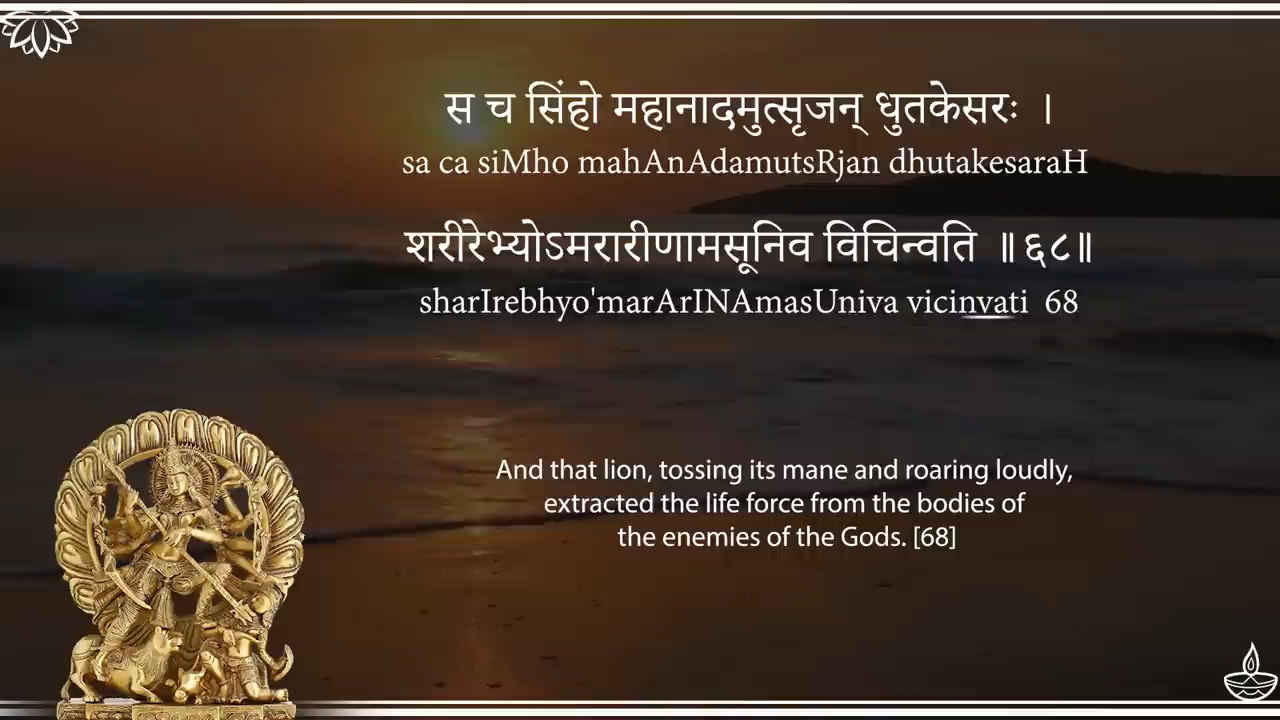 स च सिंहो महानादमुत्सृजन् धुतकेसरः ।
sa ca siMho mahAnAdamutsRjan dhutakesaraH
शरीरेभ्योऽमरारीणामसूनिव विचिन्वति ॥६८॥
sharIrebhyo'marArINAmasUniva vicinvati 68
And that lion, tossing its mane and roaring loudly,
extracted the life force from the bodies of
the enemies of the Gods. [68]